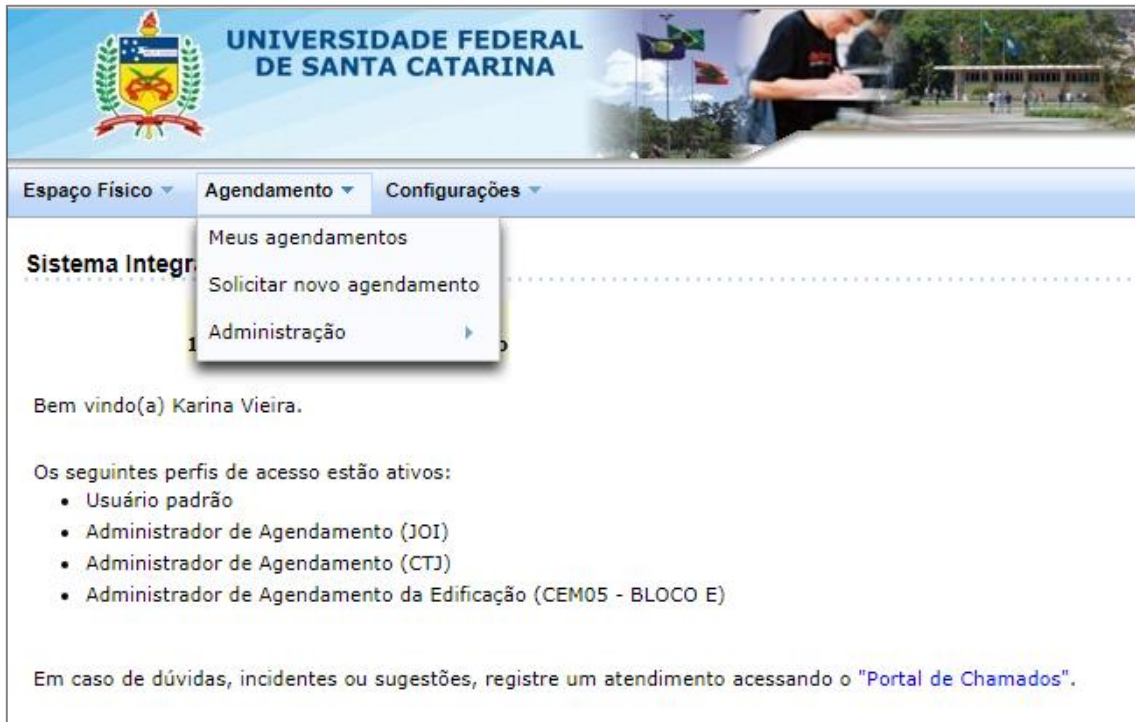 UNIVERSIDADE FEDERAL
DE SANTA CATARINA
Espaço Físico Agendamento Configurações
Meus agendamentos
Sistema Integr
Solicitar novo agendamento
Administração
Bem vindo(a) Karina Vieira.
Os seguintes perfis de acesso estão ativos:
• Usuário padrão
• Administrador de Agendamento (JOI)
• Administrador de Agendamento (CTJ)
• Administrador de Agendamento da Edificação (CEM05 - BLOCO E)
Em caso de dúvidas, incidentes ou sugestões, registre um atendimento acessando o "Portal de Chamados".